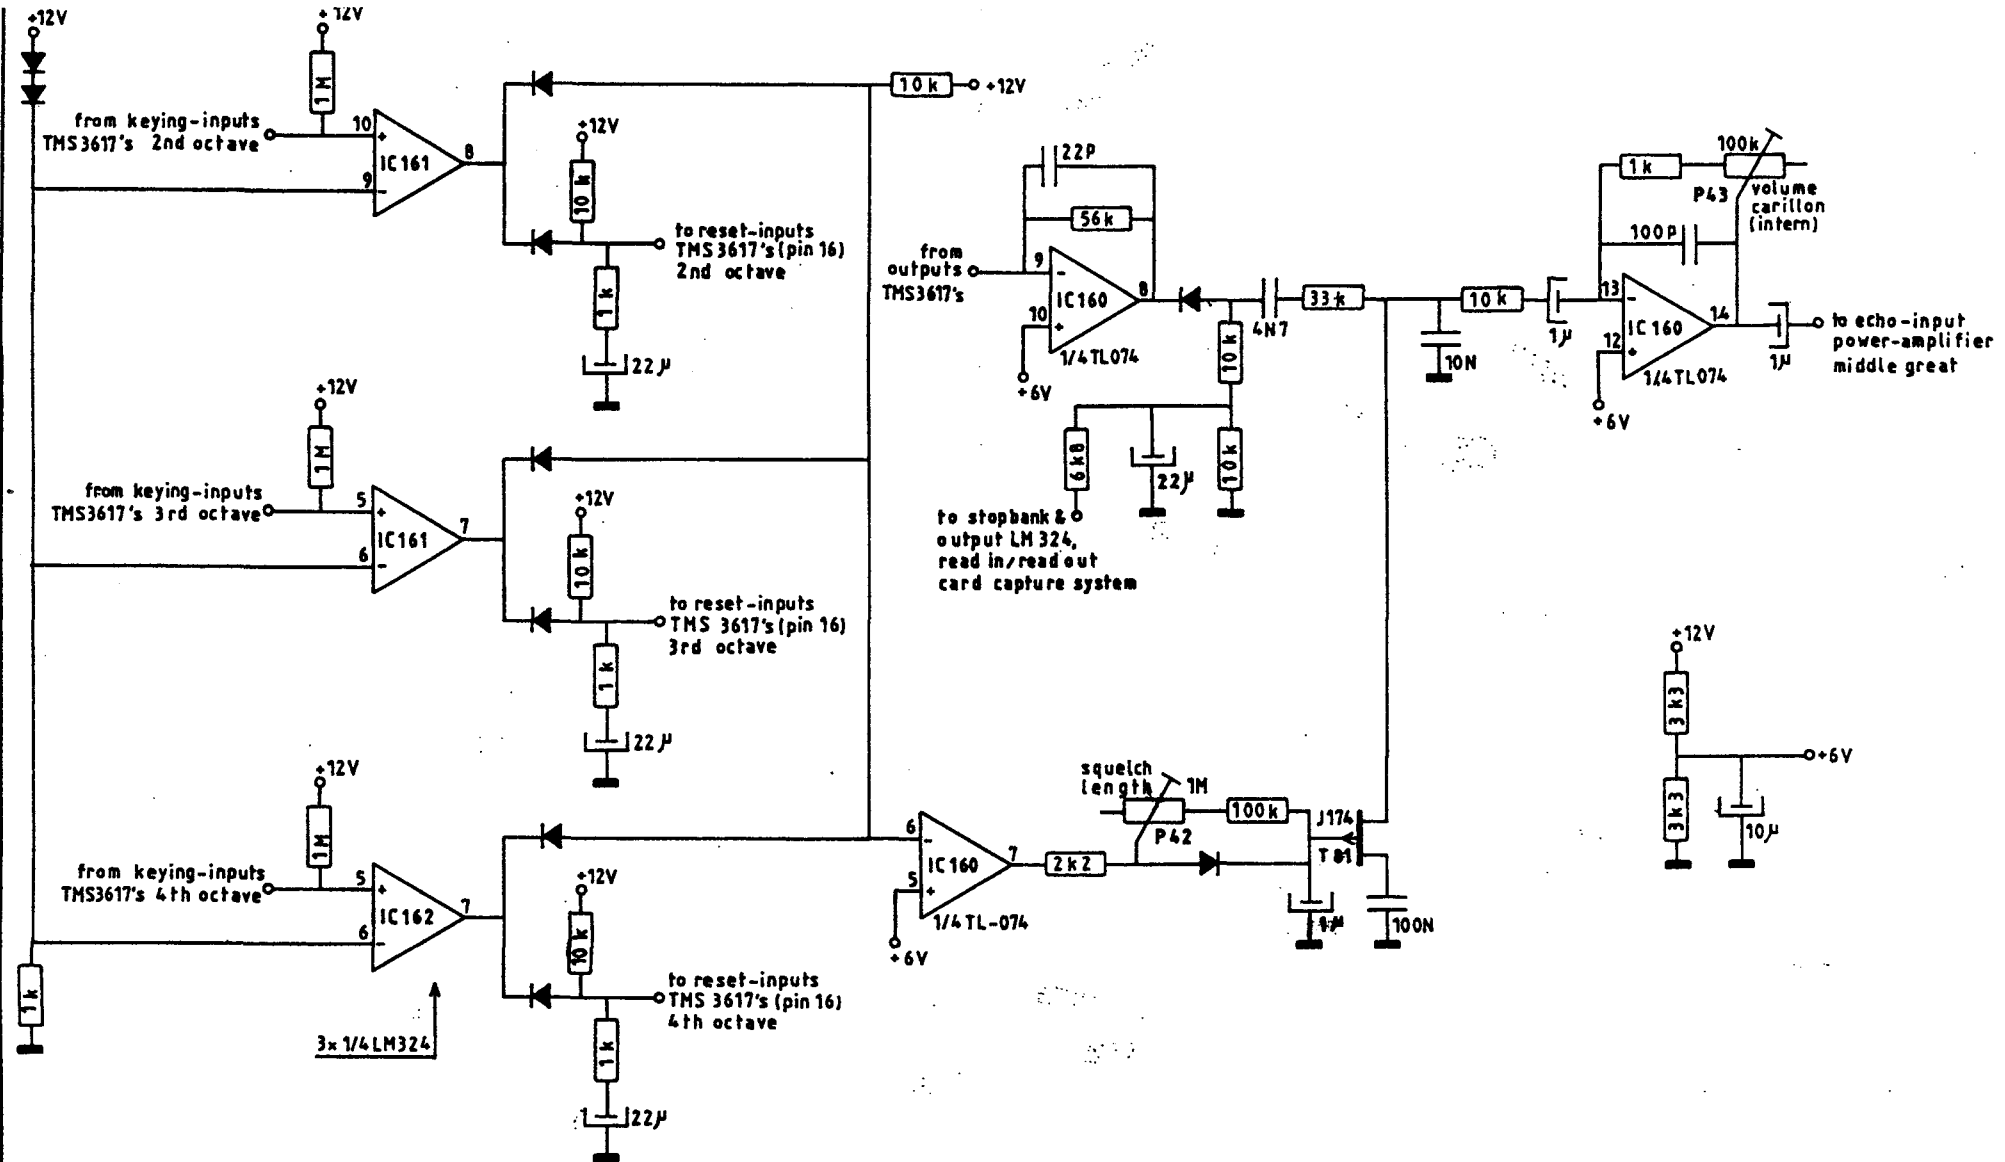 +12V
+12V
1M
from keying-inputs
TMS3617's 2nd octave
10
+
IC161
8
9
-
10k
+12V
+12V
10k
to reset-inputs
TMS3617's (pin 16)
2nd octave
1k
22µ
+12V
1M
from keying-inputs
TMS3617's 3rd octave
5
+
IC161
7
6
-
+12V
10k
to reset-inputs
TMS 3617's (pin 16)
3rd octave
1k
22µ
+12V
1M
from keying-inputs
TMS3617's 4th octave
5
+
IC162
7
6
-
1k
3x 1/4 LM324
+12V
10k
to reset-inputs
TMS 3617's (pin 16)
4th octave
1k
22µ
22P
56k
from
outputs
TMS3617's
9
-
IC160
8
10
+
1/4 TL074
+6V
4N7
33k
10k
6k8
22µ
10k
to stopbank &
output LM 324,
read in/read out
card capture system
10N
10k
1µ
1k
100k
P43
volume
carillon
(intern)
100P
13
-
IC160
14
12
+
1/4 TL074
+6V
1µ
to echo-input
power-amplifier
middle great
6
-
IC160
7
5
+
1/4 TL-074
+6V
squelch
length
1M
P42
100k
2k2
J174
T81
1µ
100N
+12V
3k3
+6V
3k3
10µ